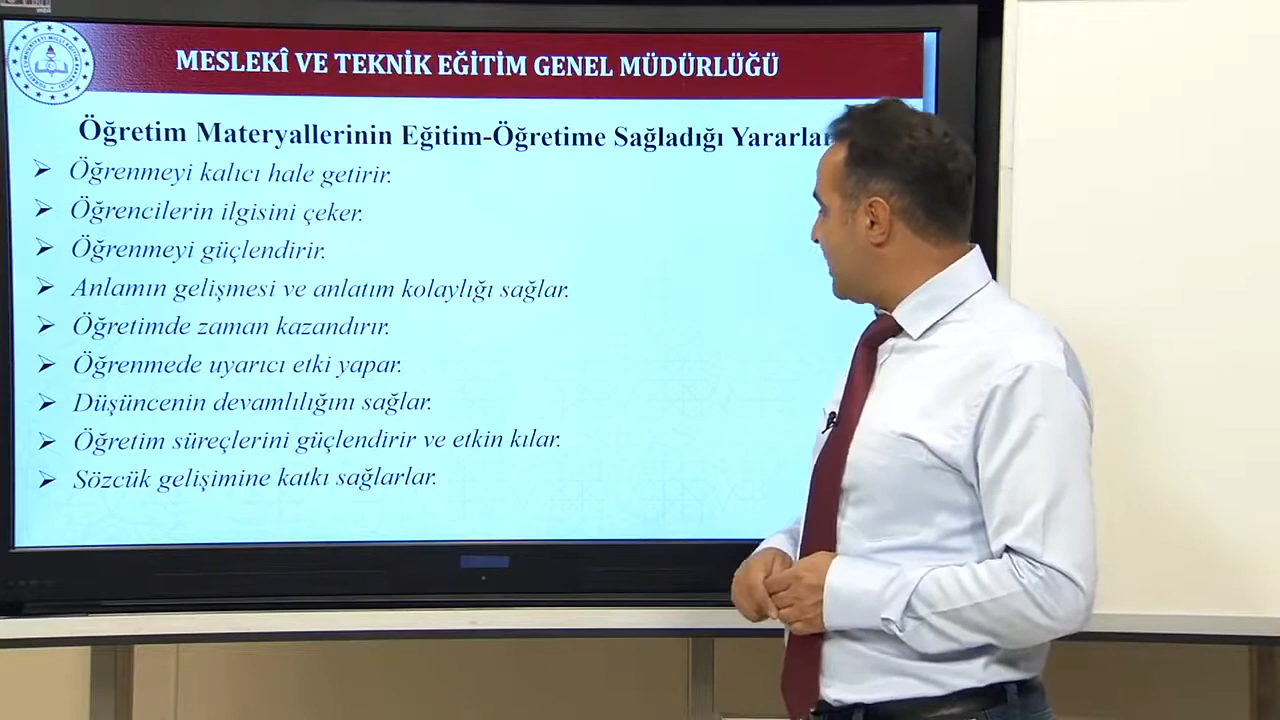 MESLEKÎ VE TEKNİK EĞİTİM GENEL MÜDÜRLÜĞÜ
Öğretim Materyallerinin Eğitim-Öğretime Sağladığı
Öğrenmeyi kalıcı hale getirir.
Öğrencilerin ilgisini çeker.
Öğrenmeyi güçlendirir.
Anlamın gelişmesi ve anlatım kolaylığı sağlar.
Öğretimde zaman kazandırır.
Öğrenmede uyarıcı etki yapar.
Düşüncenin devamlılığını sağlar.
Öğretim süreçlerini güçlendirir ve etkin kılar.
Sözcük gelişimine katkı sağlarlar.